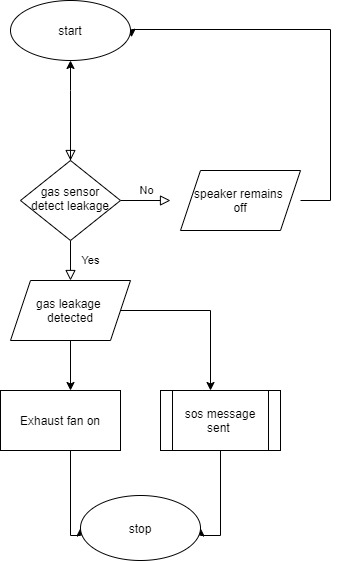 start
gas sensor
detect leakage
No
speaker remains
off
Yes
gas leakage
detected
Exhaust fan on
sos message
sent
stop